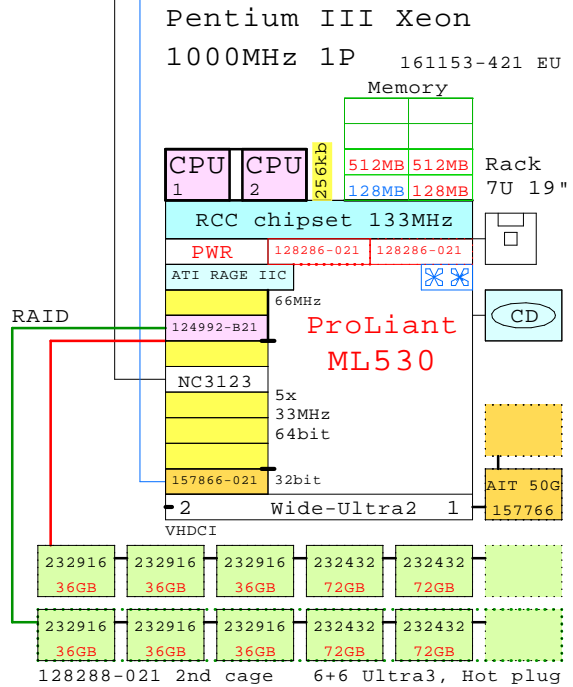 Pentium III Xeon
1000MHz 1P 161153-421 EU
Memory
CPU 1
CPU 2
256kb
512MB 512MB
128MB 128MB
Rack
7U 19"
RCC chipset 133MHz
PWR 128286-021 128286-021
ATI RAGE IIC
66MHz
RAID
124992-B21
ProLiant
ML530
CD
NC3123
5x
33MHz
64bit
157866-021 32bit
AIT 50G
157766
2 Wide-Ultra2 1
VHDCI
232916 232916 232916 232432 232432
36GB 36GB 36GB 72GB 72GB
232916 232916 232916 232432 232432
36GB 36GB 36GB 72GB 72GB
128288-021 2nd cage 6+6 Ultra3, Hot plug